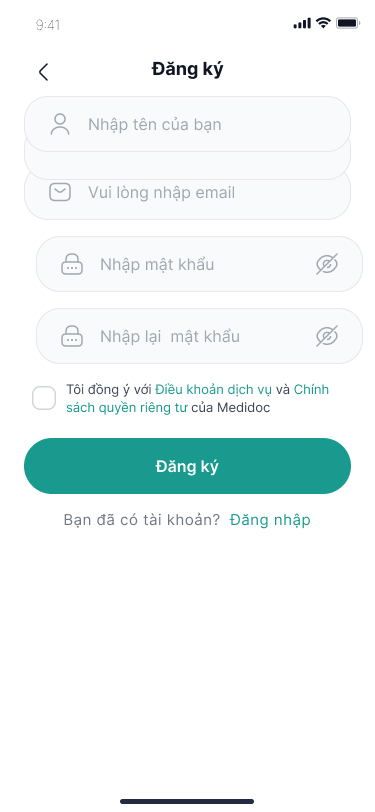 9:41
Đăng ký
Nhập tên của bạn
Vui lòng nhập email
Nhập mật khẩu
Nhập lại  mật khẩu
Tôi đồng ý với Điều khoản dịch vụ và Chính
sách quyền riêng tư của Medidoc
Đăng ký
Bạn đã có tài khoản?  Đăng nhập